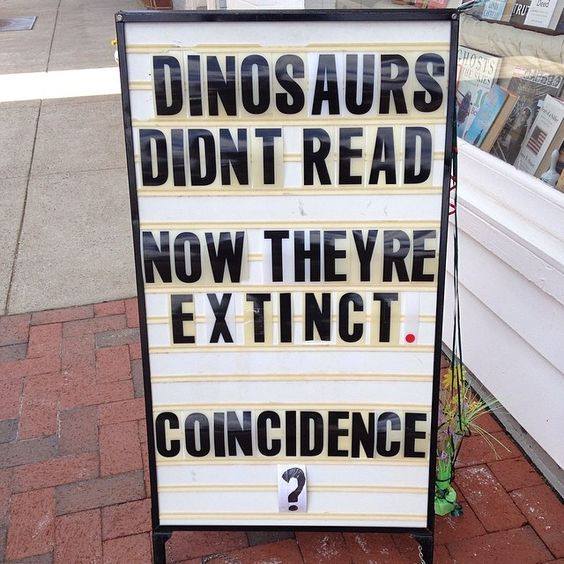 DINOSAURS
DIDNT READ
NOW THEYRE
EXTINCT.
COINCIDENCE
?